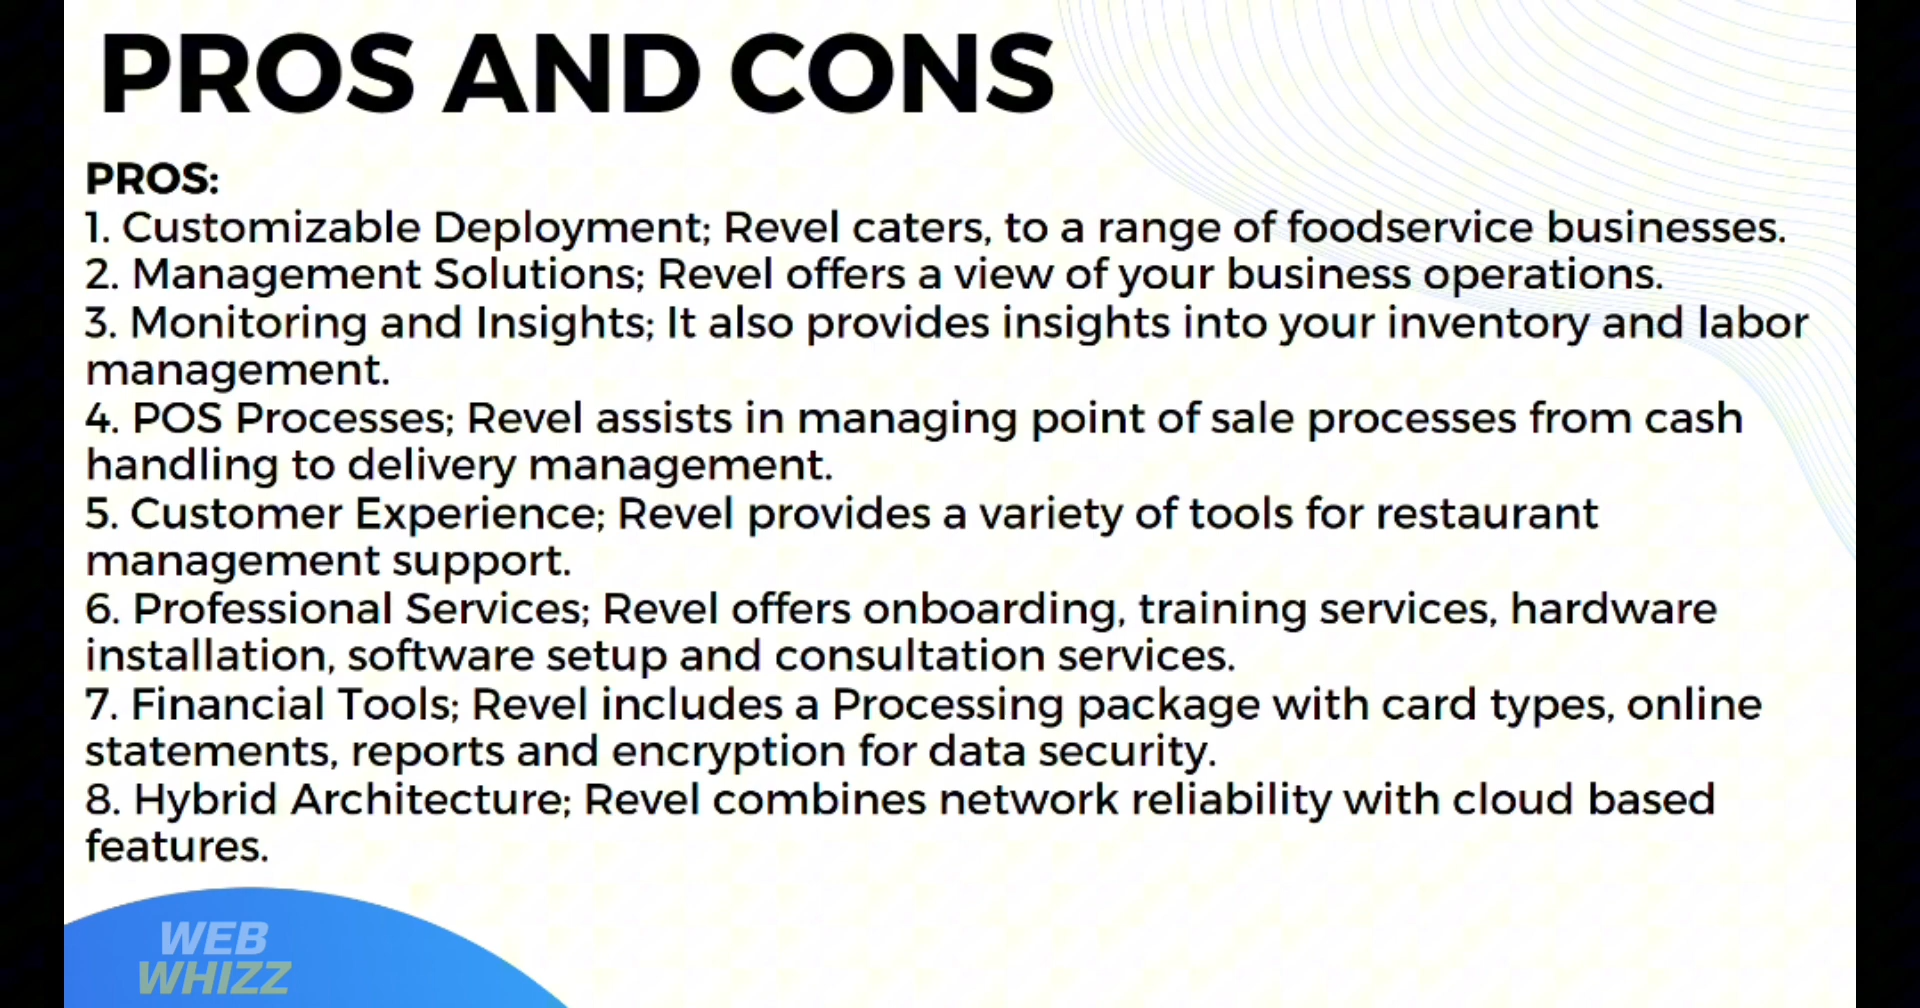 PROS AND CONS
PROS:
1. Customizable Deployment; Revel caters, to a range of foodservice businesses.
2. Management Solutions; Revel offers a view of your business operations.
3. Monitoring and Insights; It also provides insights into your inventory and labor
management.
4. POS Processes; Revel assists in managing point of sale processes from cash
handling to delivery management.
5. Customer Experience; Revel provides a variety of tools for restaurant
management support.
6. Professional Services; Revel offers onboarding, training services, hardware
installation, software setup and consultation services.
7. Financial Tools; Revel includes a Processing package with card types, online
statements, reports and encryption for data security.
8. Hybrid Architecture; Revel combines network reliability with cloud based
features.
WEB
WHIZZ